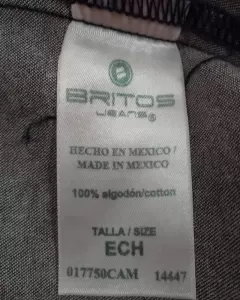 B
BRITOS
JEANS®
HECHO EN MEXICO/
MADE IN MEXICO
100% algodón/cotton
TALLA / SIZE
ECH
017750CAM 14447